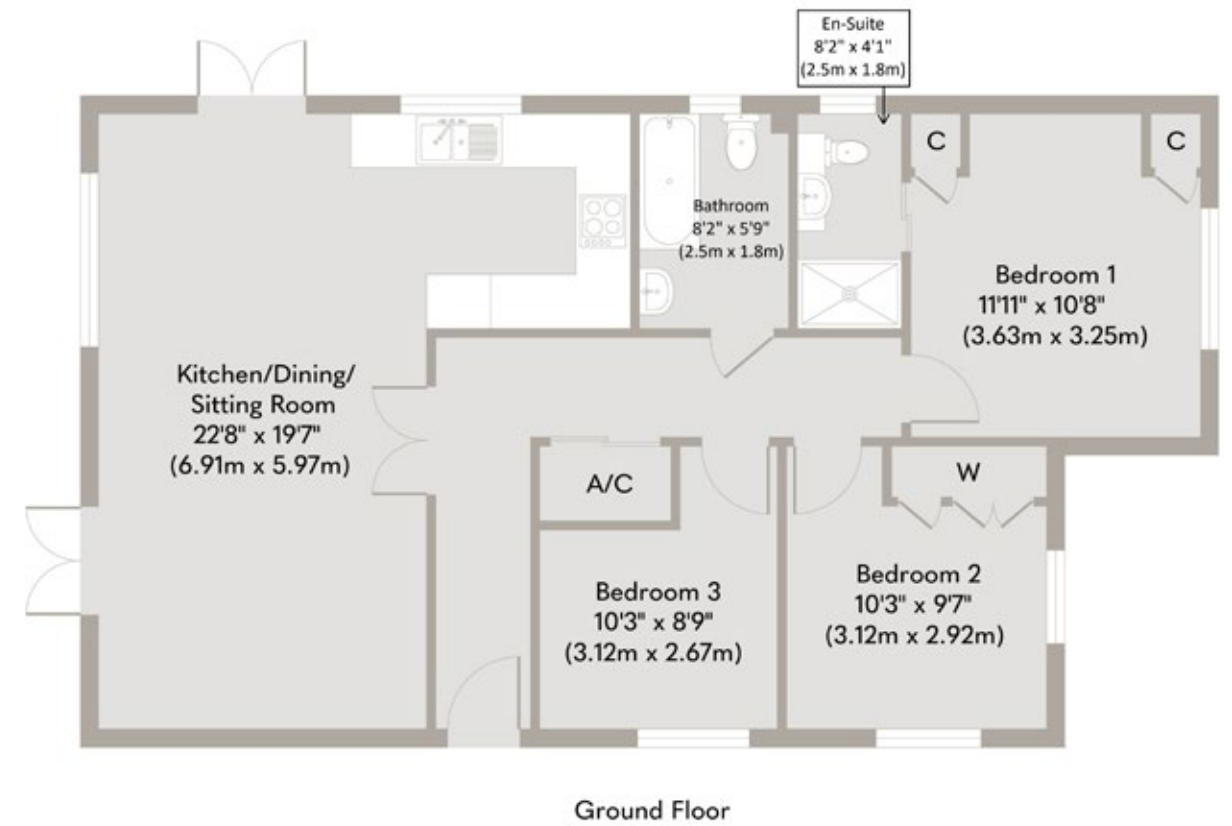 En-Suite
8'2" x 4'1"
(2.5m x 1.8m)
C
C
Bathroom
8'2" x 5'9"
(2.5m x 1.8m)
Bedroom 1
11'11" x 10'8"
(3.63m x 3.25m)
Kitchen/Dining/
Sitting Room
22'8" x 19'7"
(6.91m x 5.97m)
A/C
W
Bedroom 3
10'3" x 8'9"
(3.12m x 2.67m)
Bedroom 2
10'3" x 9'7"
(3.12m x 2.92m)
Ground Floor